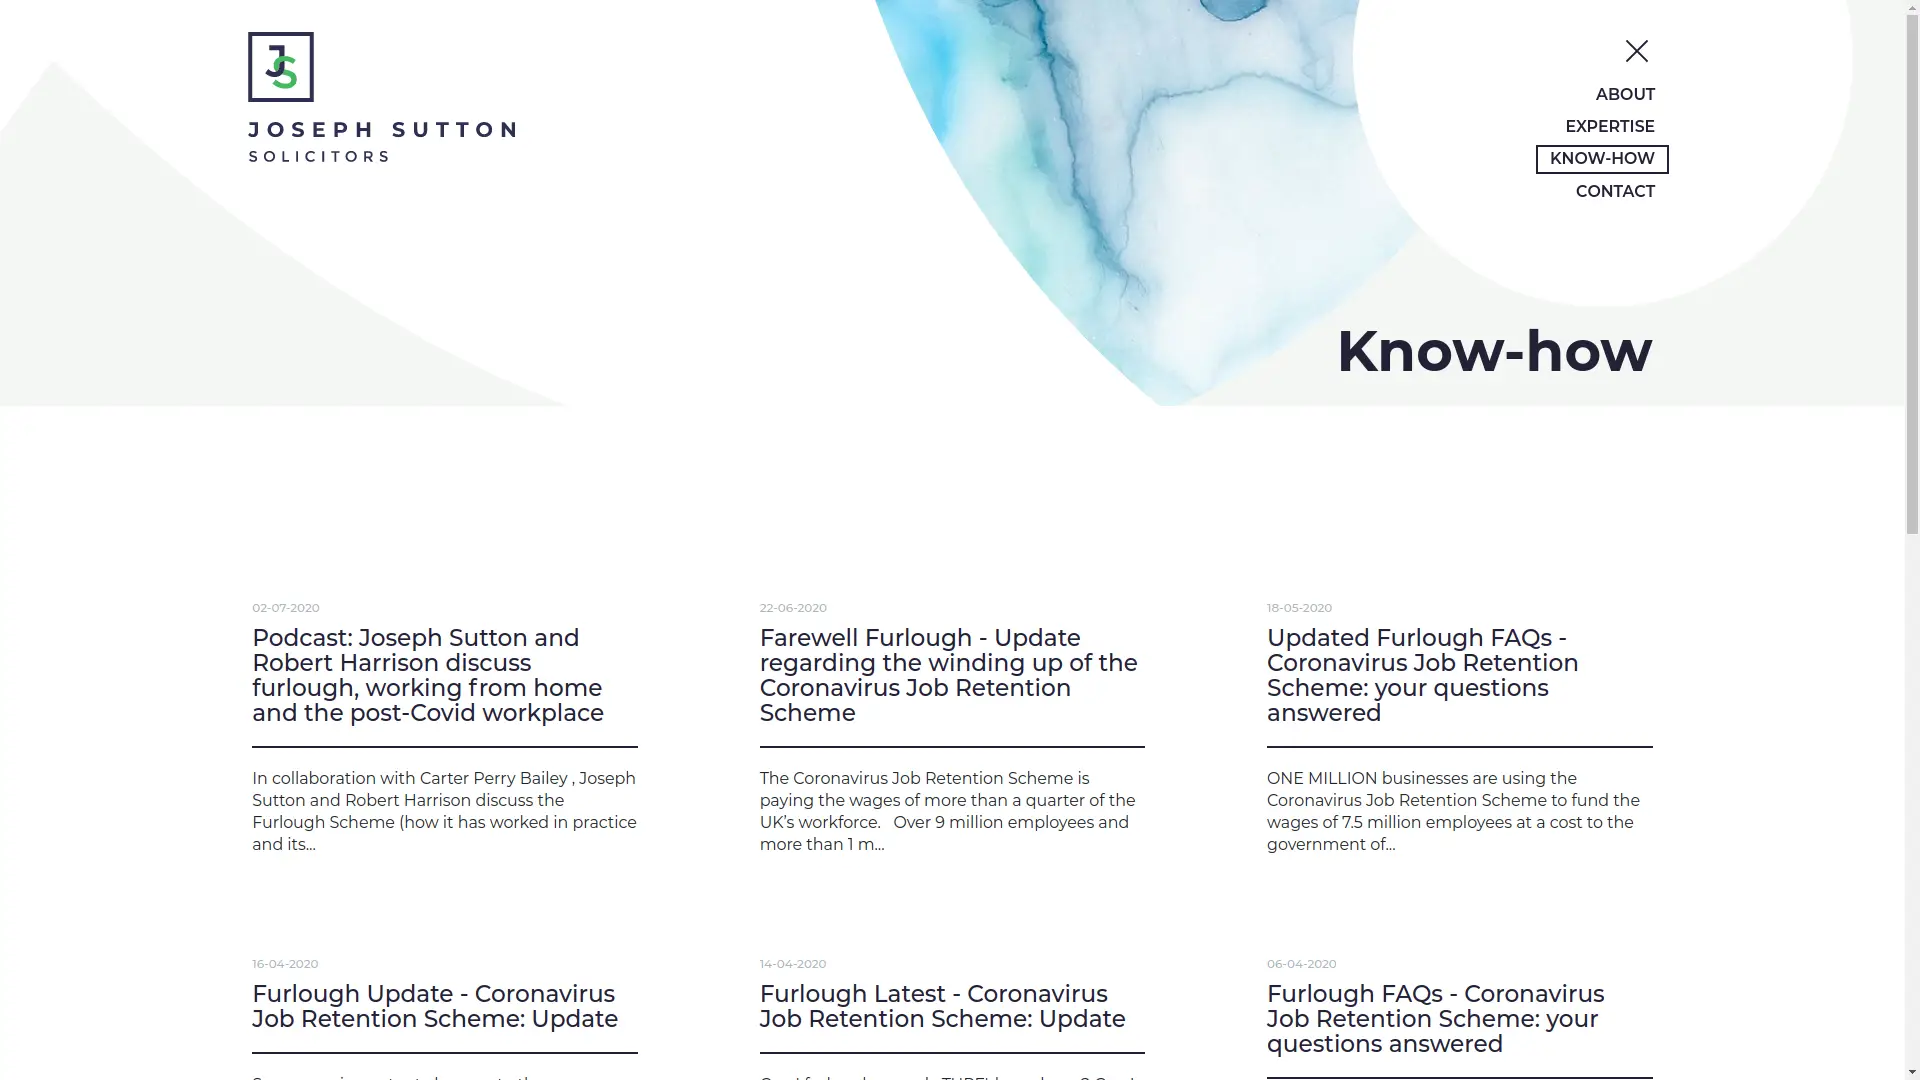 JS
JOSEPH SUTTON
SOLICITORS
ABOUT
EXPERTISE
KNOW-HOW
CONTACT
Know-how
02-07-2020
Podcast: Joseph Sutton and
Robert Harrison discuss
furlough, working from home
and the post-Covid workplace
In collaboration with Carter Perry Bailey , Joseph
Sutton and Robert Harrison discuss the
Furlough Scheme (how it has worked in practice
and its...
22-06-2020
Farewell Furlough - Update
regarding the winding up of the
Coronavirus Job Retention
Scheme
The Coronavirus Job Retention Scheme is
paying the wages of more than a quarter of the
UK’s workforce.   Over 9 million employees and
more than 1 m...
18-05-2020
Updated Furlough FAQs -
Coronavirus Job Retention
Scheme: your questions
answered
ONE MILLION businesses are using the
Coronavirus Job Retention Scheme to fund the
wages of 7.5 million employees at a cost to the
government of...
16-04-2020
Furlough Update - Coronavirus
Job Retention Scheme: Update
14-04-2020
Furlough Latest - Coronavirus
Job Retention Scheme: Update
06-04-2020
Furlough FAQs - Coronavirus
Job Retention Scheme: your
questions answered